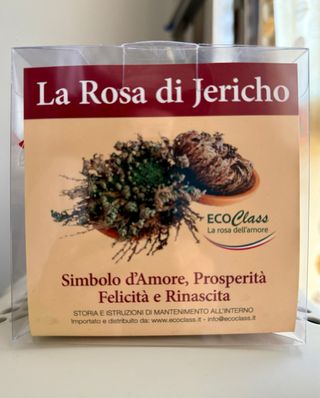 La Rosa di Jericho
ECOClass
La rosa dell'amore
Simbolo d'Amore, Prosperità
Felicità e Rinascita
STORIA E ISTRUZIONI DI MANTENIMENTO ALL'INTERNO
Importato e distribuito da: www.ecoclass.it - info@ecoclass.it